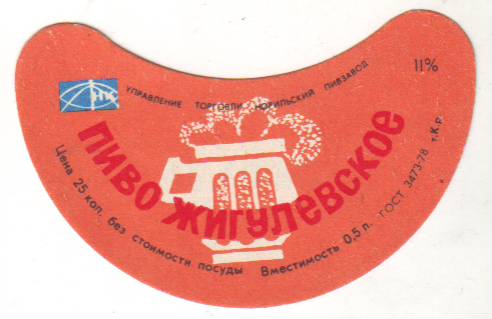 УПРАВЛЕНИЕ ТОРГОВЛИ НОРИЛЬСКИЙ ПИВЗАВОД
11%
ПИВО ЖИГУЛЕВСКОЕ
Цена 25 коп. без стоимости посуды Вместимость 0,5 л. ГОСТ 3473-78 т.К.р.